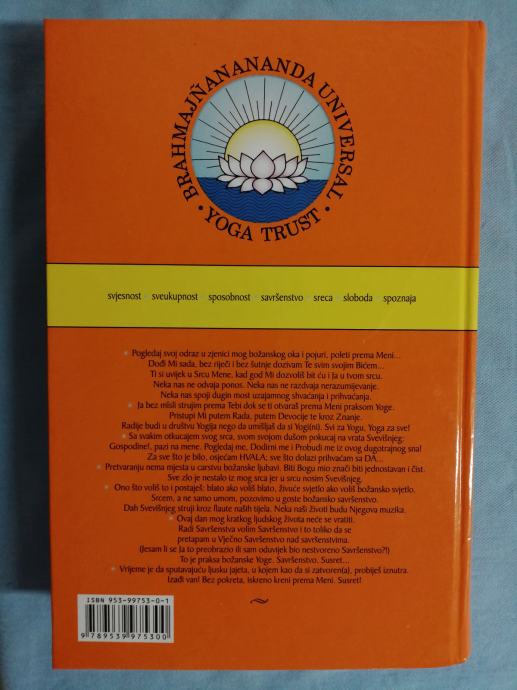 BRAHMAJÑANANANDA UNIVERSAL
• YOGA TRUST •
svjesnost sveukupnost sposobnost savršenstvo sreca sloboda spoznaja
Pogledaj svoj odraz u zjenici mog božanskog oka i pojuri, poleti prema Meni...
Dođi Mi sada, bez riječi i bez šutnje dozivam Te svim svojim Bićem...
Ti si uvijek u Srcu Mene, kad god Mi dozvoliš bit ću i Ja u tvom srcu.
Neka nas ne odvaja ponos. Neka nas ne razdvaja nerazumijevanje.
Neka nas spoji dugin most uzajamnog shvaćanja i prihvaćanja.
Ja bez misli strujim prema Tebi dok se ti otvaraš prema Meni praksom Yoge.
Pristupi Mi putem Rada, putem Devocije te kroz Znanje.
Radije budi u društvu Yogija nego da umišljaš da si Yogi(ni). Svi za Yogu, Yoga za sve!
Sa svakim otkucajem svog srca, svom svojom dušom pokucaj na vrata Svevišnjeg:
Gospodine!, pazi na mene. Pogledaj me, Dodirni me i Probudi me iz ovog dugotrajnog sna!
Za sve što je bilo, osjećam HVALA; sve što dolazi prihvaćam sa DA...
Pretvaranju nema mjesta u carstvu božanske ljubavi. Biti Bogu mio znači biti jednostavan i čist.
Sve zlo je nestalo iz mog srca jer u srcu nosim Svevišnjeg.
Ono što voliš to i postaješ: blato ako voliš blato, živuće svjetlo ako voliš božansko svjetlo.
Srcem, a ne samo umom, pozovimo u goste božansko savršenstvo.
Dah Svevišnjeg struji kroz flaute naših tijela. Neka naši životi budu Njegova muzika.
Ovaj dan mog kratkog ljudskog života neće se vratiti.
Radi Savršenstva volim Savršenstvo i to toliko da se
pretapam u Vječno Savršenstvo nad savršenstvima.
(Jesam li se Ja to preobrazio ili sam oduvijek bio nestvoreno Savršenstvo?!)
To je praksa božanske Yoge. Savršenstvo. Susret...
Vrijeme je da sputavajuću ljusku jajeta, u kojem kao da si zatvoren(a), probiješ iznutra.
Izađi van! Bez pokreta, iskreno kreni prema Meni. Susret!
ISBN 953-99753-0-1
9 789539 975300